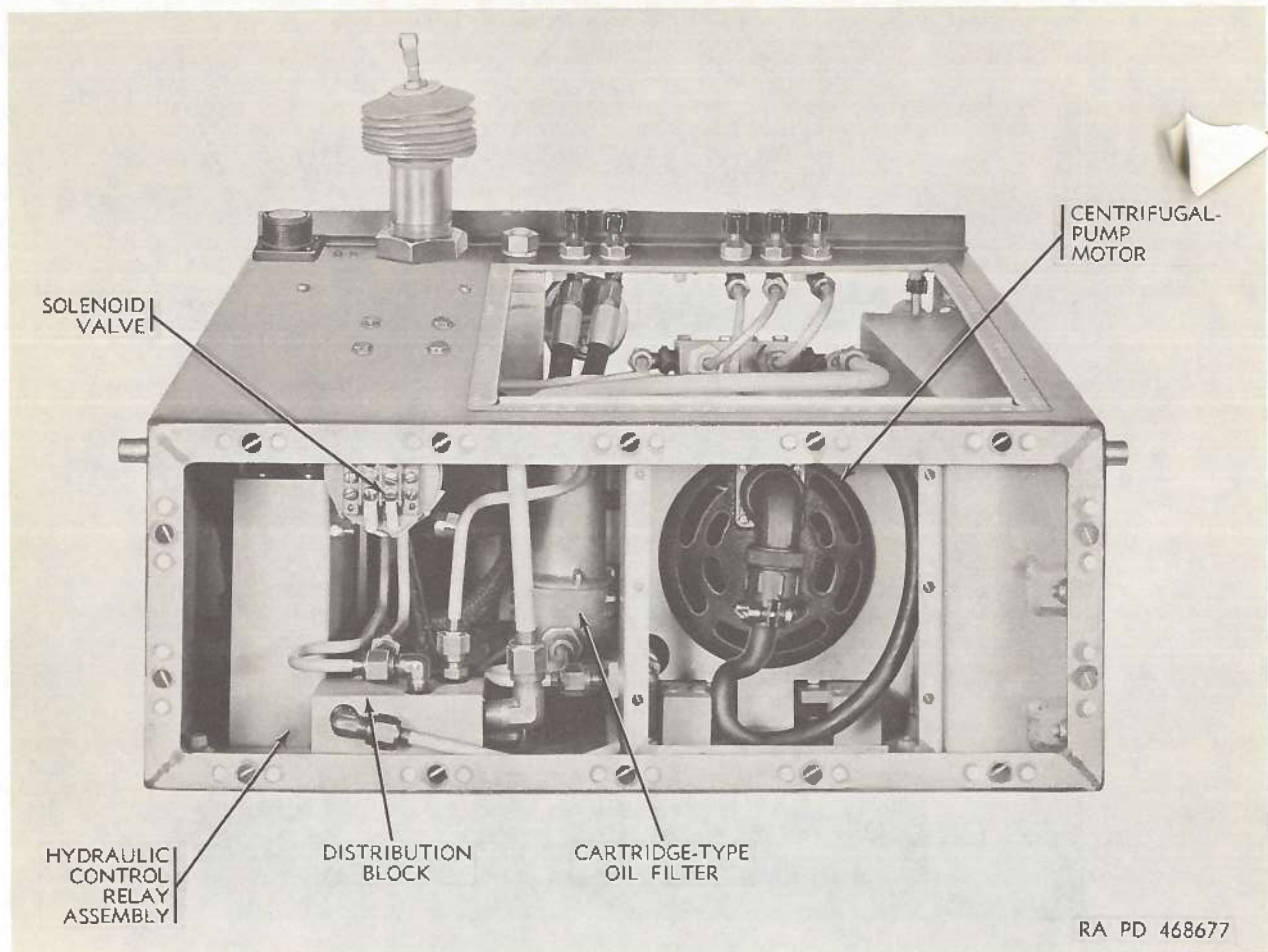 CENTRIFUGAL-
PUMP
MOTOR
SOLENOID
VALVE
HYDRAULIC
CONTROL
RELAY
ASSEMBLY
DISTRIBUTION
BLOCK
CARTRIDGE-TYPE
OIL FILTER
RA PD 468677